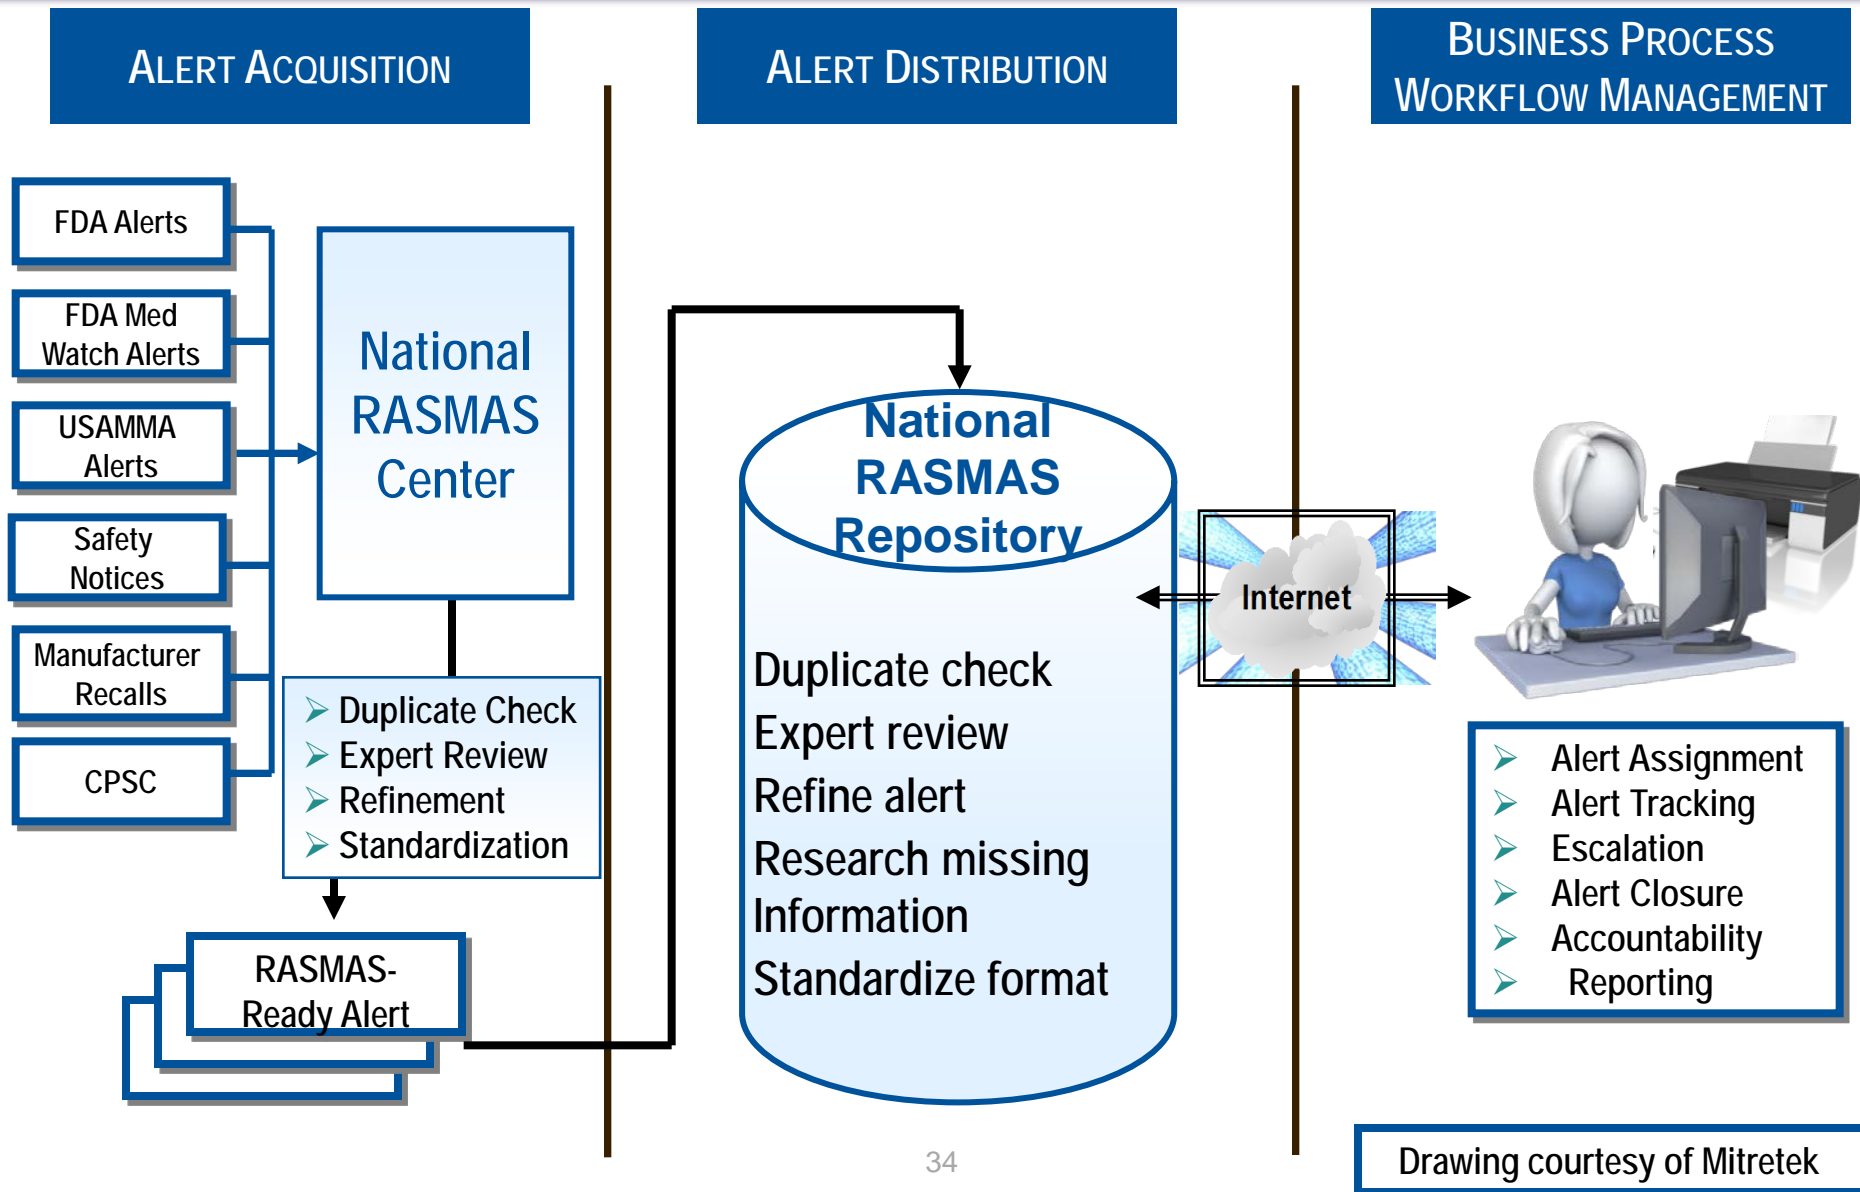 ALERT ACQUISITION
FDA Alerts
FDA Med
Watch Alerts
USAMMA
Alerts
Safety
Notices
Manufacturer
Recalls
CPSC
National
RASMAS
Center
➢ Duplicate Check
➢ Expert Review
➢ Refinement
➢ Standardization
RASMAS-
Ready Alert
ALERT DISTRIBUTION
National
RASMAS
Repository
Duplicate check
Expert review
Refine alert
Research missing
Information
Standardize format
Internet
BUSINESS PROCESS
WORKFLOW MANAGEMENT
➢ Alert Assignment
➢ Alert Tracking
➢ Escalation
➢ Alert Closure
➢ Accountability
➢ Reporting
34
Drawing courtesy of Mitretek